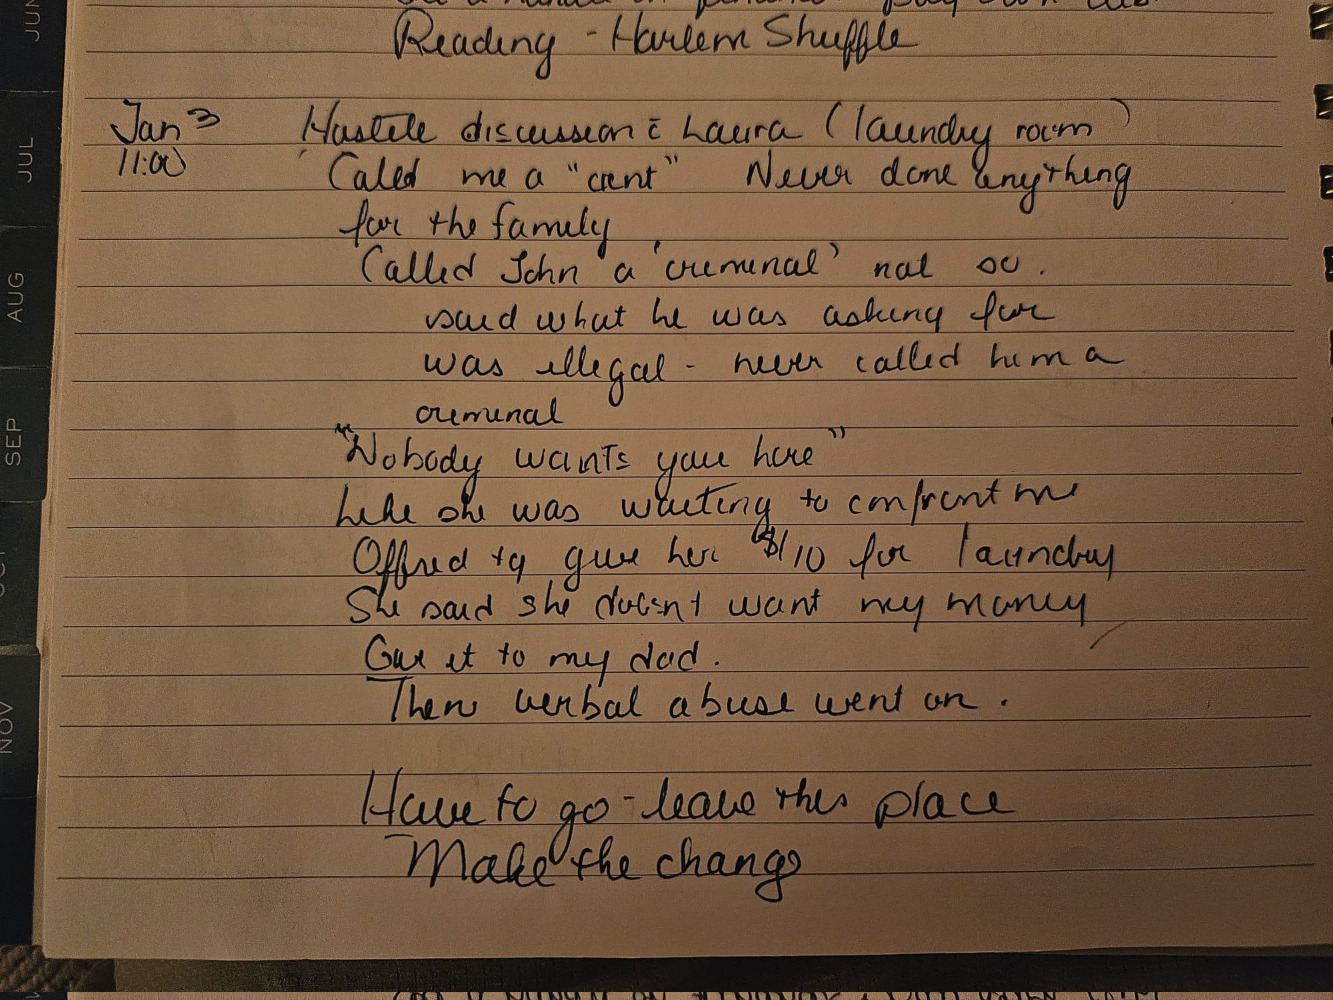 Reading - Harlem Shuffle
Jan 3
11:00
Hostile discussion c̄ Laura (laundry room)
Called me a "cunt" Never done anything
for the family
Called John a 'criminal' not so.
said what he was asking for
was illegal - never called him a
criminal
"Nobody wants you here"
Like she was waiting to confront me
Offred to give her $10 for laundry
She said she doesn't want my money
Give it to my dad.
Then verbal abuse went on.
Have to go - leave this place
Make the change
JUN
JUL
AUG
SEP
OCT
NOV